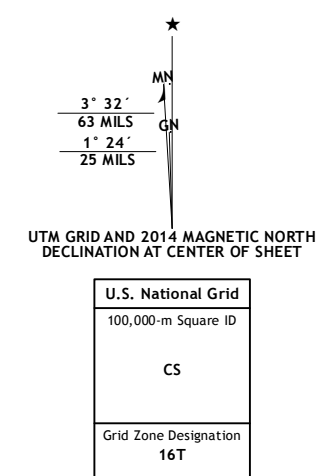 MN
3° 32´
63 MILS
GN
1° 24´
25 MILS
UTM GRID AND 2014 MAGNETIC NORTH
DECLINATION AT CENTER OF SHEET
U.S. National Grid
100,000-m Square ID
CS
Grid Zone Designation
16T